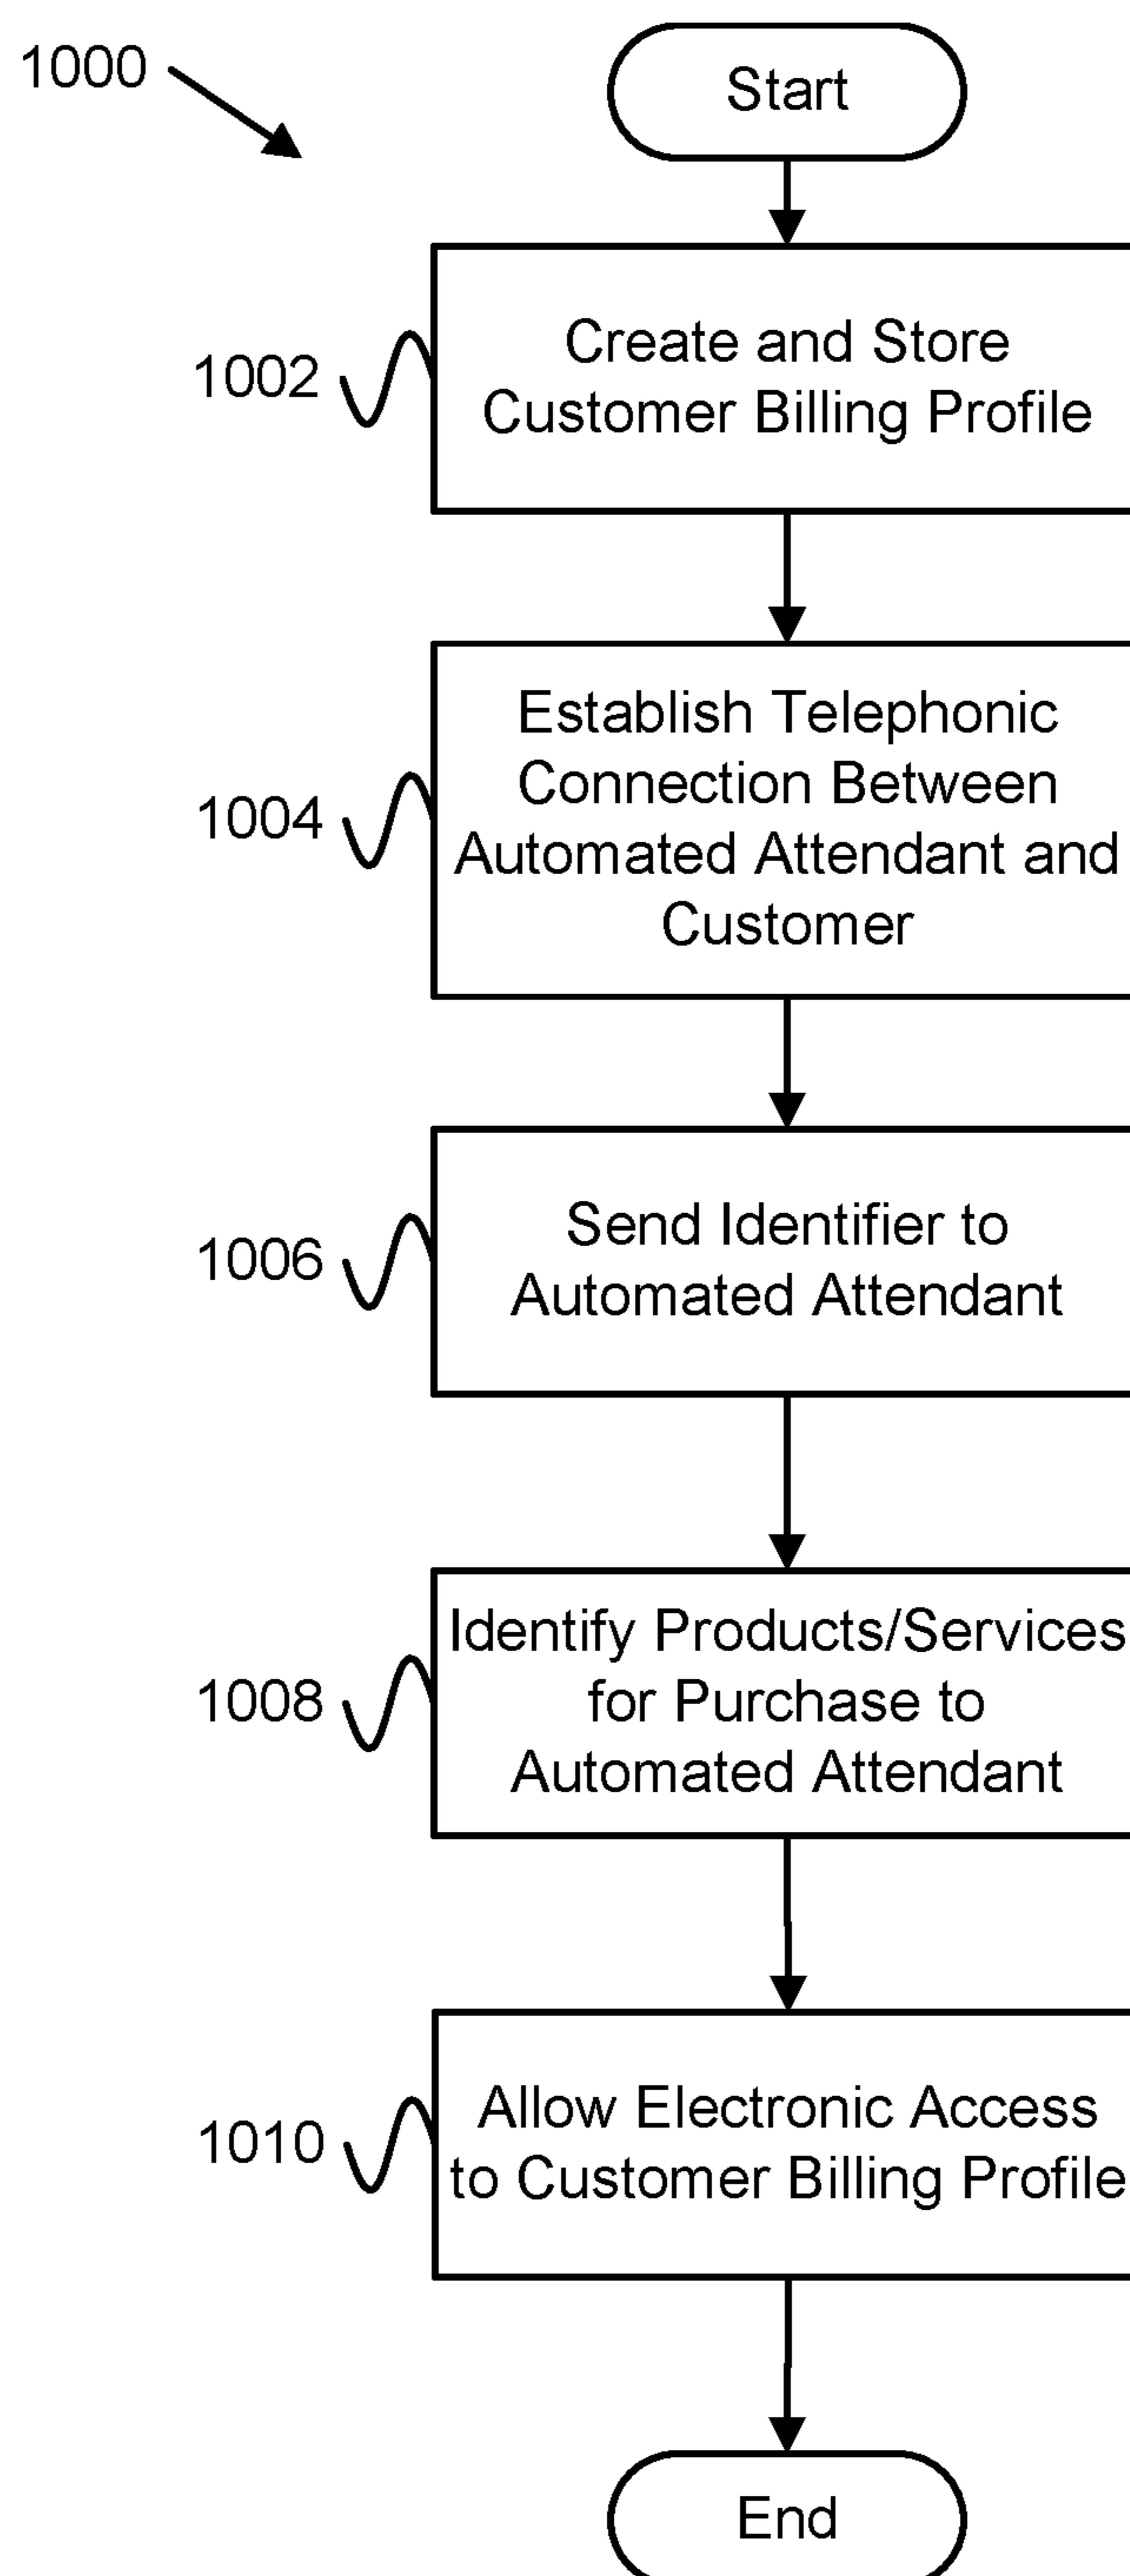 1000
Start
1002
Create and Store
Customer Billing Profile
1004
Establish Telephonic
Connection Between
Automated Attendant and
Customer
1006
Send Identifier to
Automated Attendant
1008
Identify Products/Services
for Purchase to
Automated Attendant
1010
Allow Electronic Access
to Customer Billing Profile
End